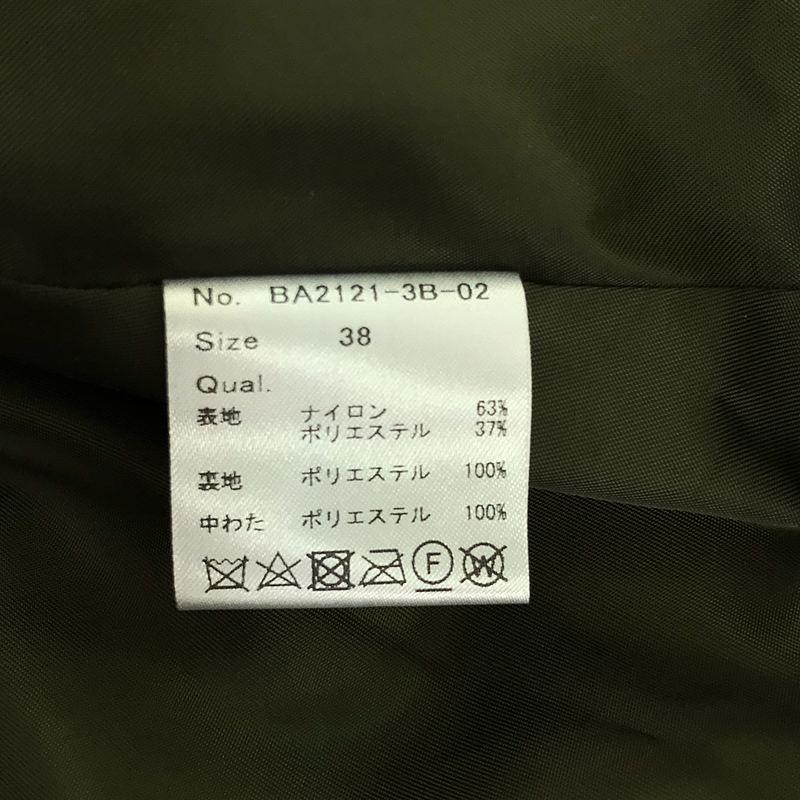 No. BA2121-3B-02
Size 38
Qual.
表地 ナイロン 63%
ポリエステル 37%
裏地 ポリエステル 100%
中わた ポリエステル 100%
F W